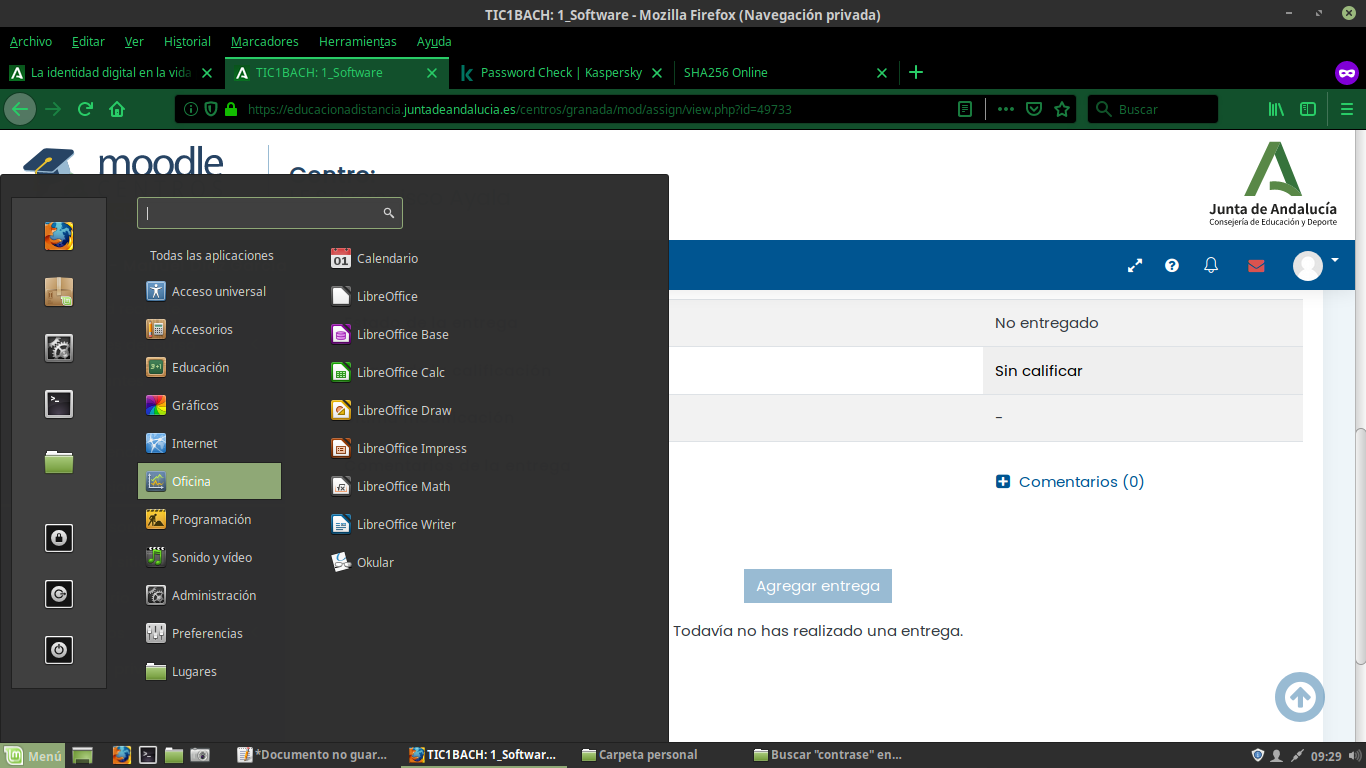 TIC1BACH: 1_Software - Mozilla Firefox (Navegación privada)
Archivo Editar Ver Historial Marcadores Herramientas Ayuda
La identidad digital en la vida
TIC1BACH: 1_Software
Password Check | Kaspersky
SHA256 Online
https://educacionadistancia.juntadeandalucia.es/centros/granada/mod/assign/view.php?id=49733
Buscar
moodle
Centro:
Junta de Andalucía
Consejería de Educación y Deporte
Todas las aplicaciones
Acceso universal
Accesorios
Educación
Gráficos
Internet
Oficina
Programación
Sonido y vídeo
Administración
Preferencias
Lugares
Calendario
LibreOffice
LibreOffice Base
LibreOffice Calc
LibreOffice Draw
LibreOffice Impress
LibreOffice Math
LibreOffice Writer
Okular
No entregado
Sin calificar
-
Comentarios (0)
Agregar entrega
Todavía no has realizado una entrega.
Menú
*Documento no guar...
TIC1BACH: 1_Softwar...
Carpeta personal
Buscar "contrase" en...
09:29